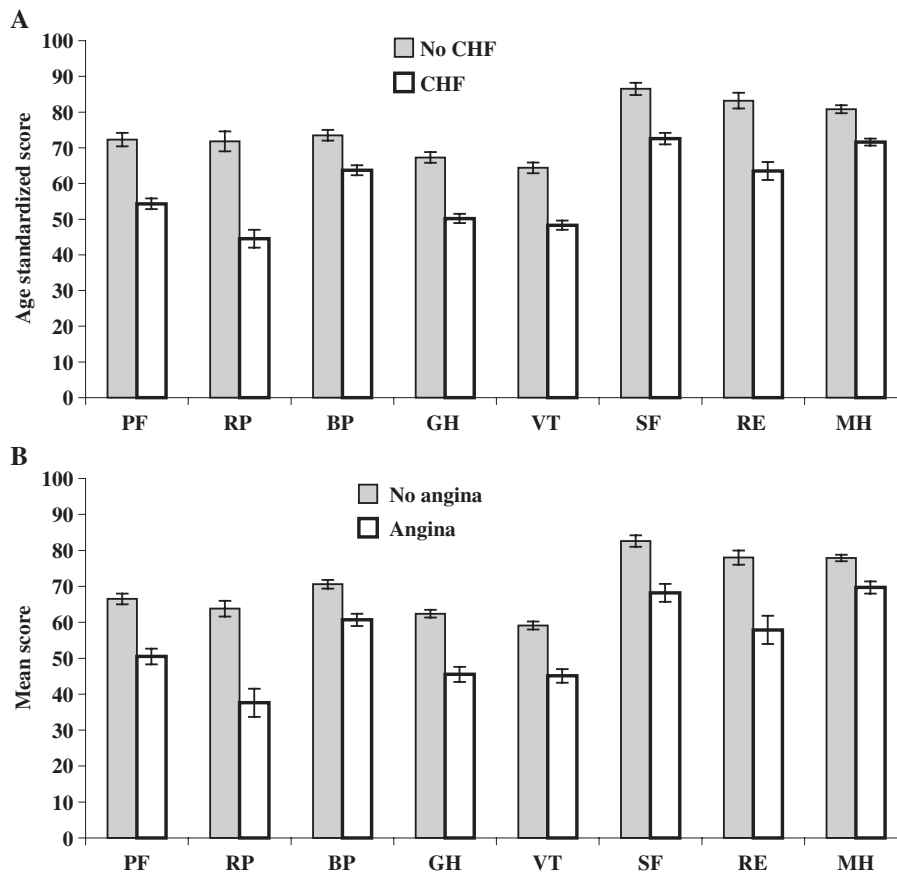 A
100
90
80
70
60
50
40
30
20
10
0
Age standardized score
No CHF
CHF
PF RP BP GH VT SF RE MH
B
100
90
80
70
60
50
40
30
20
10
0
Mean score
No angina
Angina
PF RP BP GH VT SF RE MH